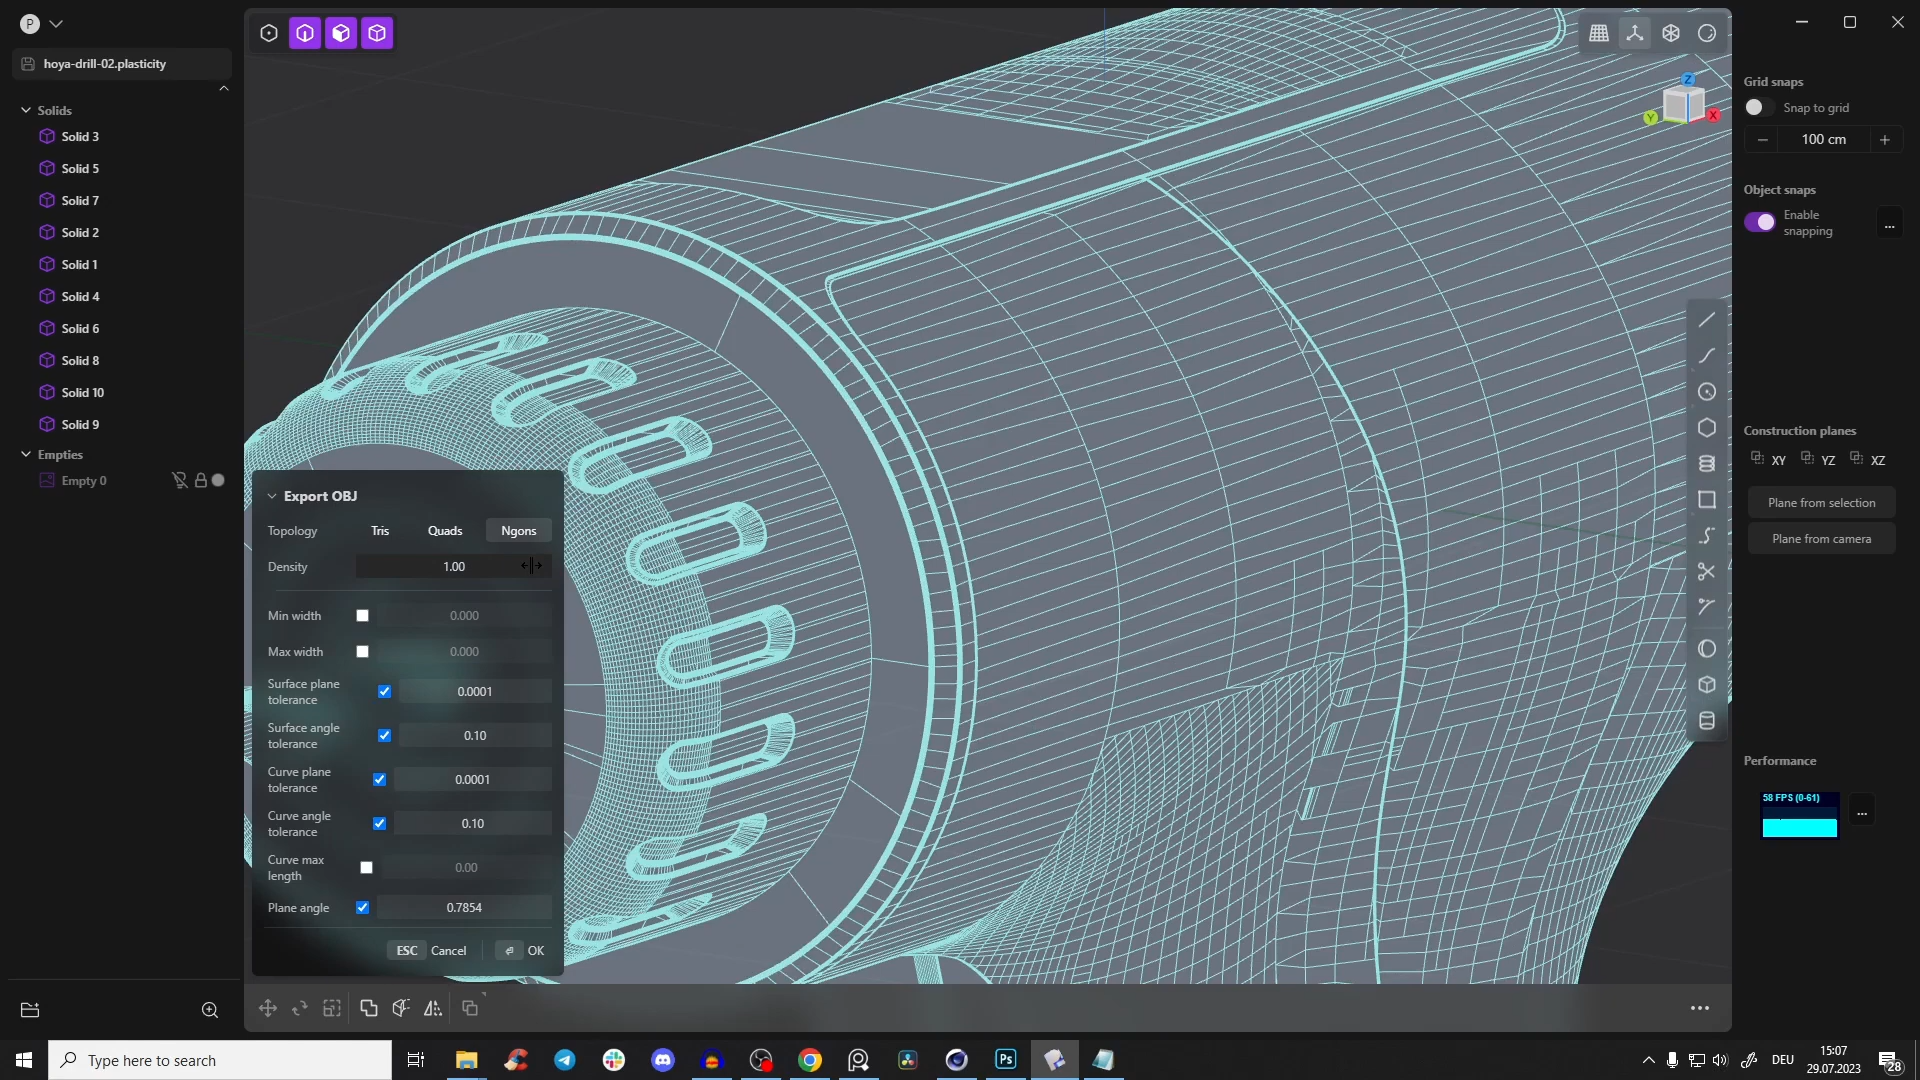 P
hoya-drill-02.plasticity
Solids
Solid 3
Solid 5
Solid 7
Solid 2
Solid 1
Solid 4
Solid 6
Solid 8
Solid 10
Solid 9
Empties
Empty 0
Export OBJ
Topology Tris Quads Ngons
Density 1.00
Min width 0.000
Max width 0.000
Surface plane
tolerance 0.0001
Surface angle
tolerance 0.10
Curve plane
tolerance 0.0001
Curve angle
tolerance 0.10
Curve max
length 0.00
Plane angle 0.7854
ESC Cancel OK
Z
Y X
Grid snaps
Snap to grid
100 cm
Object snaps
Enable
snapping
...
Construction planes
XY YZ XZ
Plane from selection
Plane from camera
Performance
58 FPS (0-61)
...
Type here to search
Ps
DEU
15:07
29.07.2023
28